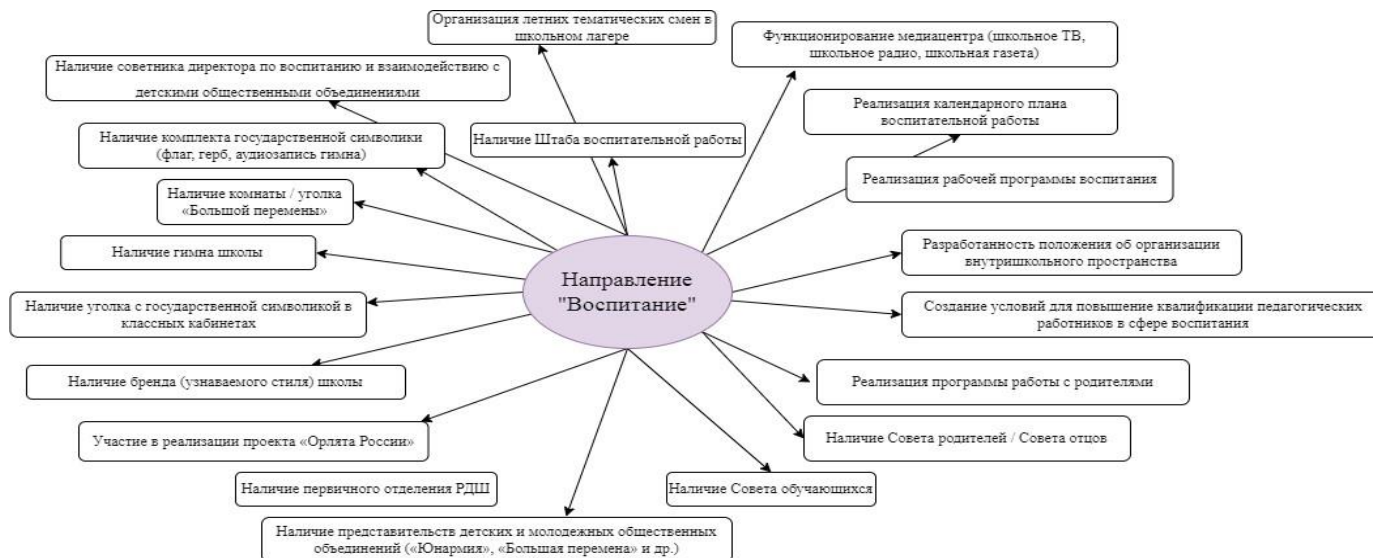 Организация летних тематических смен в
школьном лагере
Функционирование медиацентра (школьное ТВ,
школьное радио, школьная газета)
Наличие советника директора по воспитанию и взаимодействию с
детскими общественными объединениями
Реализация календарного плана
воспитательной работы
Наличие комплекта государственной символики
(флаг, герб, аудиозапись гимна)
Наличие Штаба воспитательной работы
Реализация рабочей программы воспитания
Наличие комнаты / уголка
«Большой перемены»
Наличие гимна школы
Разработанность положения об организации
внутришкольного пространства
Направление
"Воспитание"
Наличие уголка с государственной символикой в
классных кабинетах
Создание условий для повышение квалификации педагогических
работников в сфере воспитания
Наличие бренда (узнаваемого стиля) школы
Реализация программы работы с родителями
Участие в реализации проекта «Орлята России»
Наличие Совета родителей / Совета отцов
Наличие первичного отделения РДШ
Наличие Совета обучающихся
Наличие представительств детских и молодежных общественных
объединений («Юнармия», «Большая перемена» и др.)